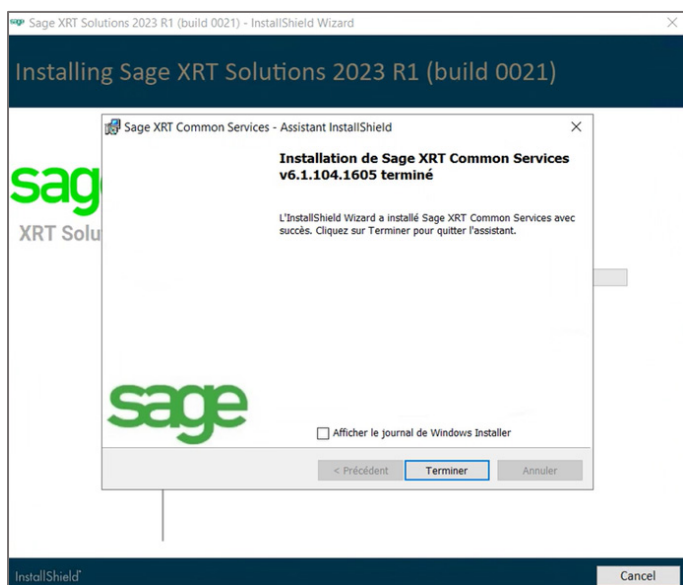 Sage XRT Solutions 2023 R1 (build 0021) - InstallShield Wizard
Installing Sage XRT Solutions 2023 R1 (build 0021)
Sage XRT Common Services - Assistant InstallShield
Installation de Sage XRT Common Services
v6.1.104.1605 terminé
sag
XRT Solu
L'InstallShield Wizard a installé Sage XRT Common Services avec
succès. Cliquez sur Terminer pour quitter l'assistant.
sage
Afficher le journal de Windows Installer
< Précédent
Terminer
Annuler
InstallShield
Cancel